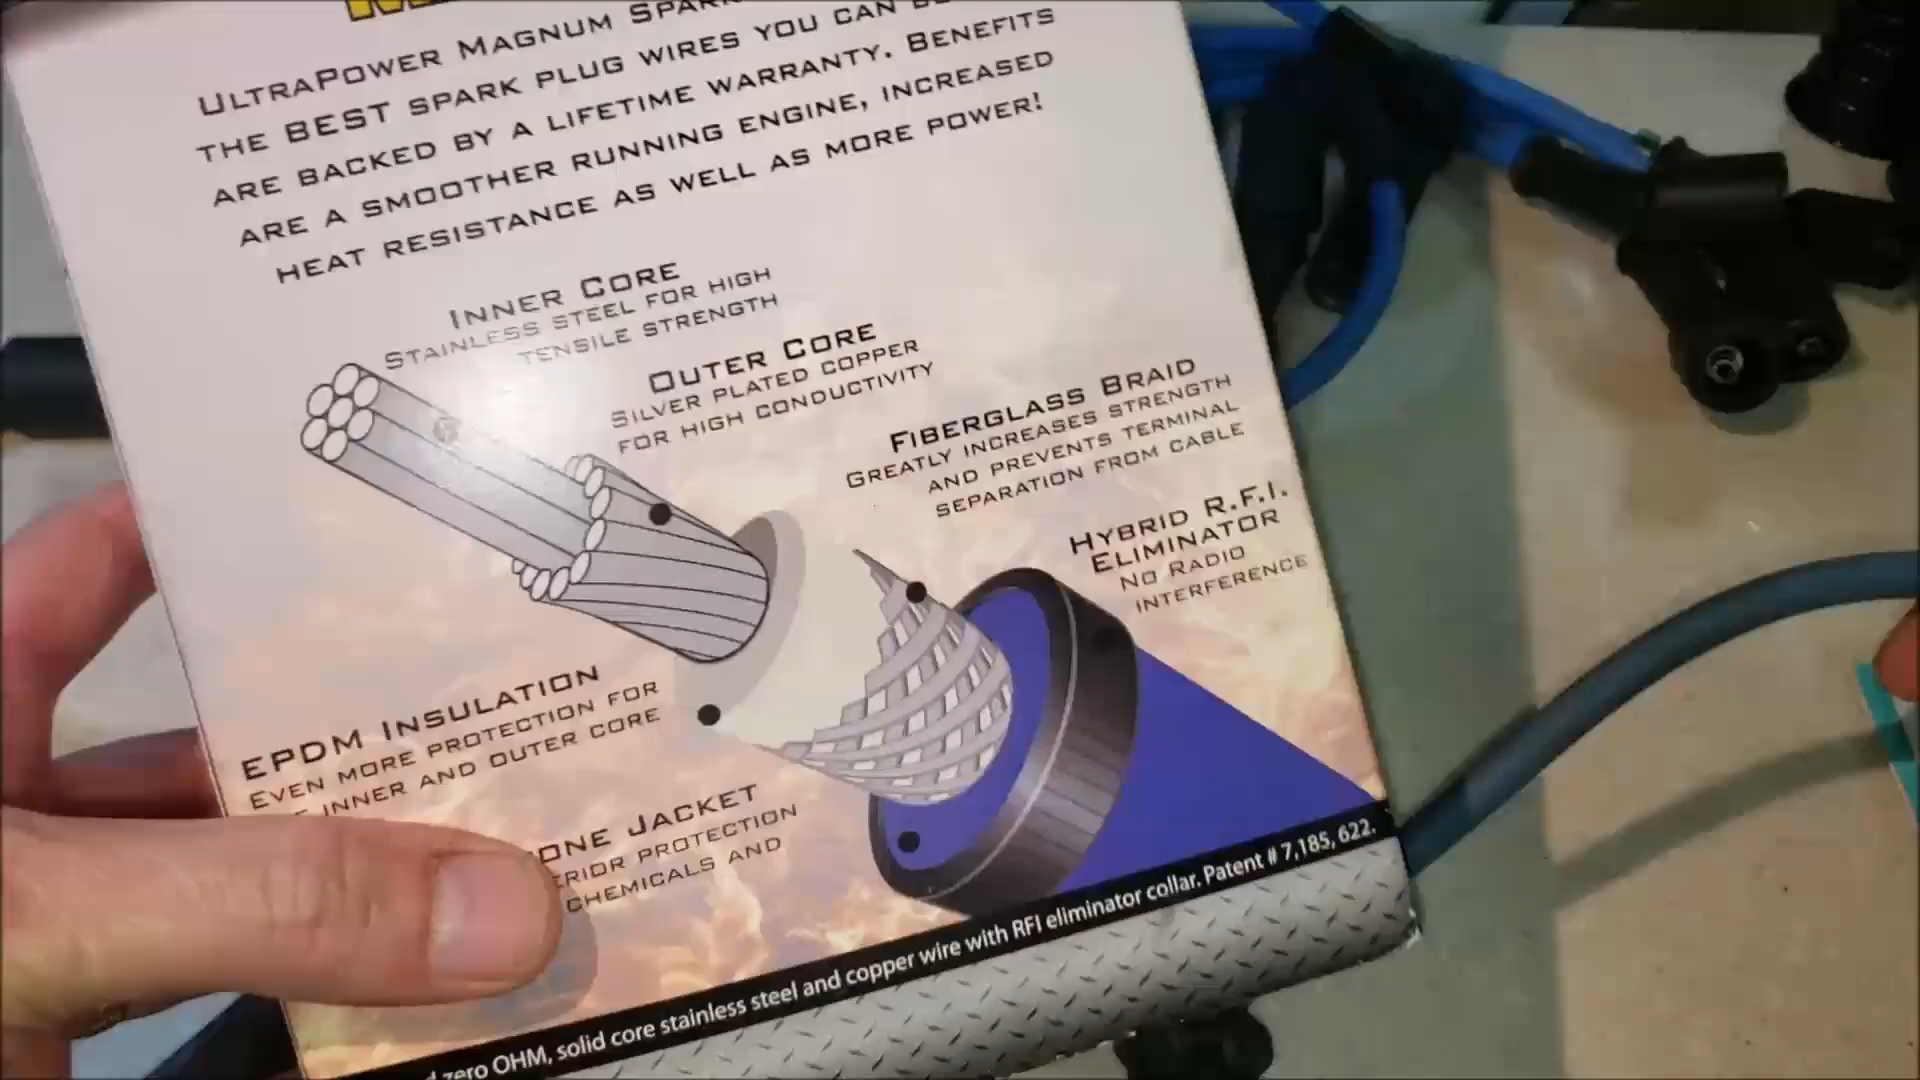 ULTRAPOWER MAGNUM SPARK
THE BEST SPARK PLUG WIRES YOU CAN
ARE BACKED BY A LIFETIME WARRANTY. BENEFITS
ARE A SMOOTHER RUNNING ENGINE, INCREASED
HEAT RESISTANCE AS WELL AS MORE POWER!
INNER CORE
STAINLESS STEEL FOR HIGH
TENSILE STRENGTH
OUTER CORE
SILVER PLATED COPPER
FOR HIGH CONDUCTIVITY
FIBERGLASS BRAID
GREATLY INCREASES STRENGTH
AND PREVENTS TERMINAL
SEPARATION FROM CABLE
HYBRID R.F.I.
ELIMINATOR
NO RADIO
INTERFERENCE
EPDM INSULATION
EVEN MORE PROTECTION FOR
INNER AND OUTER CORE
JACKET
PROTECTION
CHEMICALS AND
zero OHM, solid core stainless steel and copper wire with RFI eliminator collar. Patent # 7,185, 622.